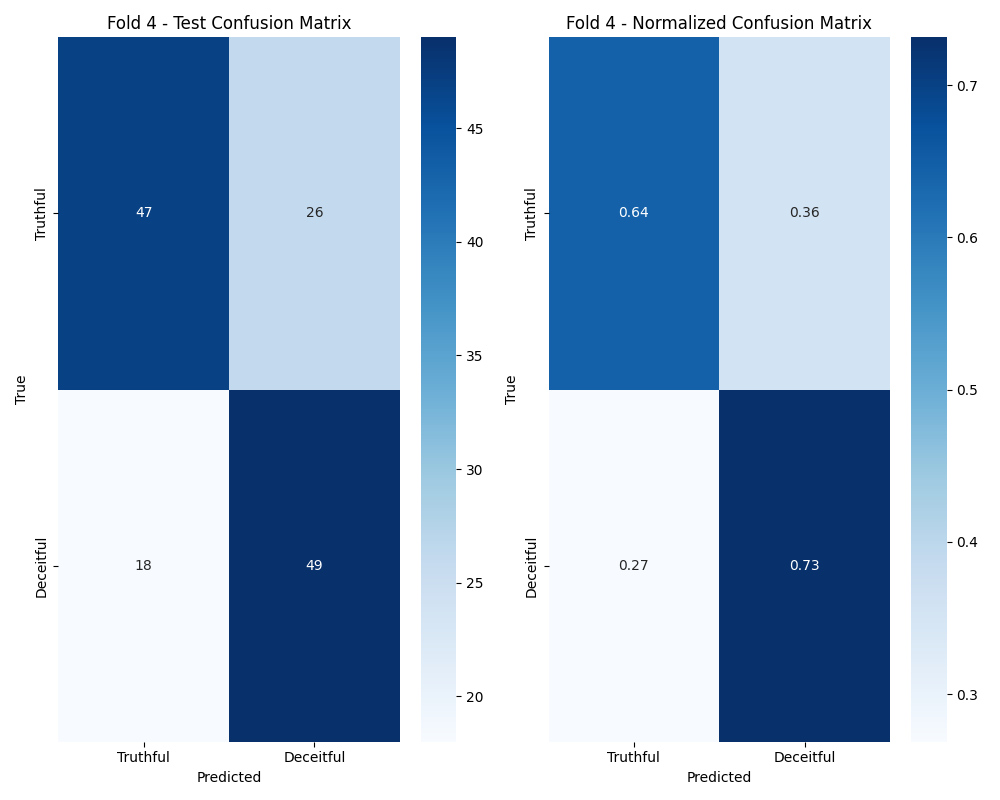 Fold 4 - Test Confusion Matrix
True
Truthful
Deceitful
47
26
18
49
Truthful
Deceitful
Predicted
45
40
35
30
25
20
Fold 4 - Normalized Confusion Matrix
True
Truthful
Deceitful
0.64
0.36
0.27
0.73
Truthful
Deceitful
Predicted
0.7
0.6
0.5
0.4
0.3